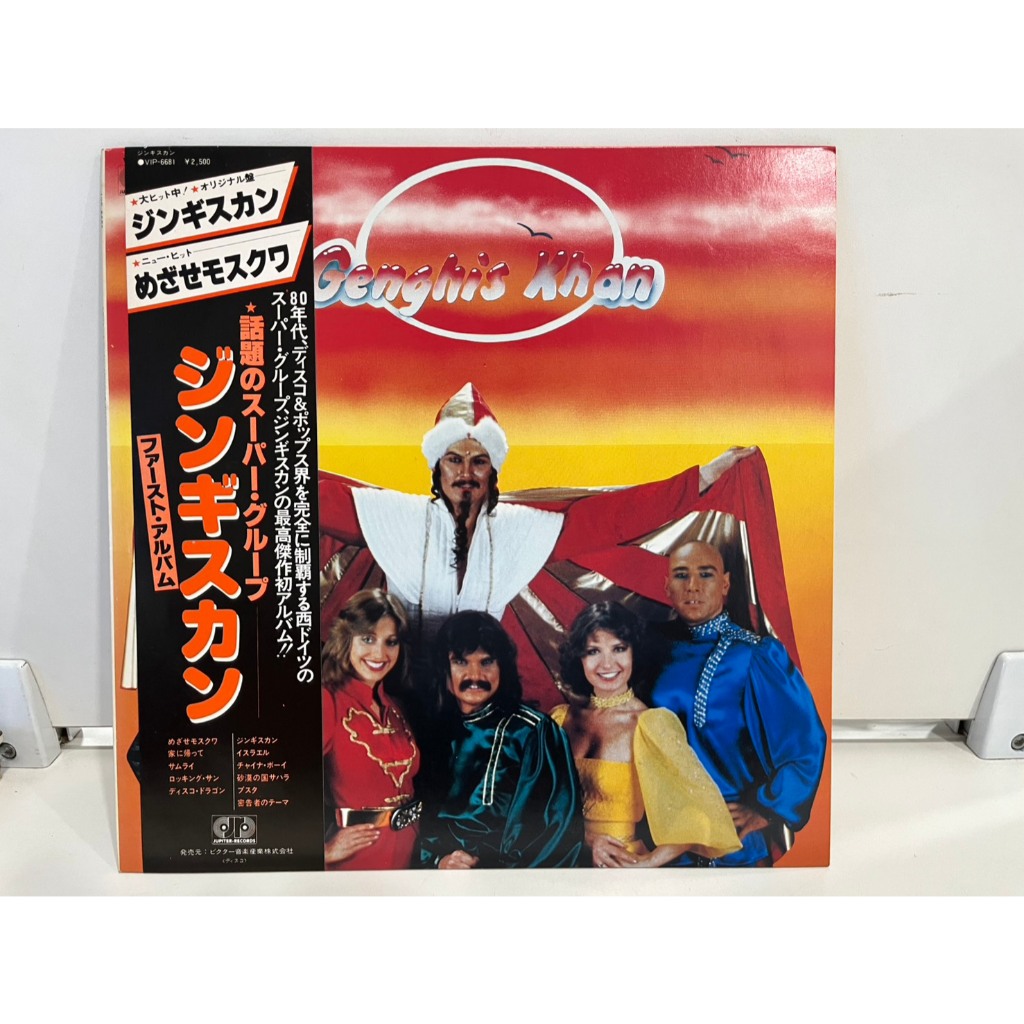 ジンギスカン
●VIP-6681 ¥2,500
★大ヒット中!★オリジナル盤
ジンギスカン
★ニュー・ヒット
めざせモスクワ
Genghis Khan
80年代、ディスコ&ポップス界を完全に制覇する西ドイツの
スーパー・グループ、ジンギスカンの最高傑作初アルバム!!
★話題のスーパー・グループ
ジンギスカン
ファースト・アルバム
ジンギスカン
イスラエル
チャイナ・ボーイ
砂漠の国サハラ
プスタ
密告者のテーマ
めざせモスクワ
家に帰って
サムライ
ロッキング・サン
ディスコ・ドラゴン
JUPITER-RECORDS
発売元:ビクター音楽産業株式会社
(ディスコ)